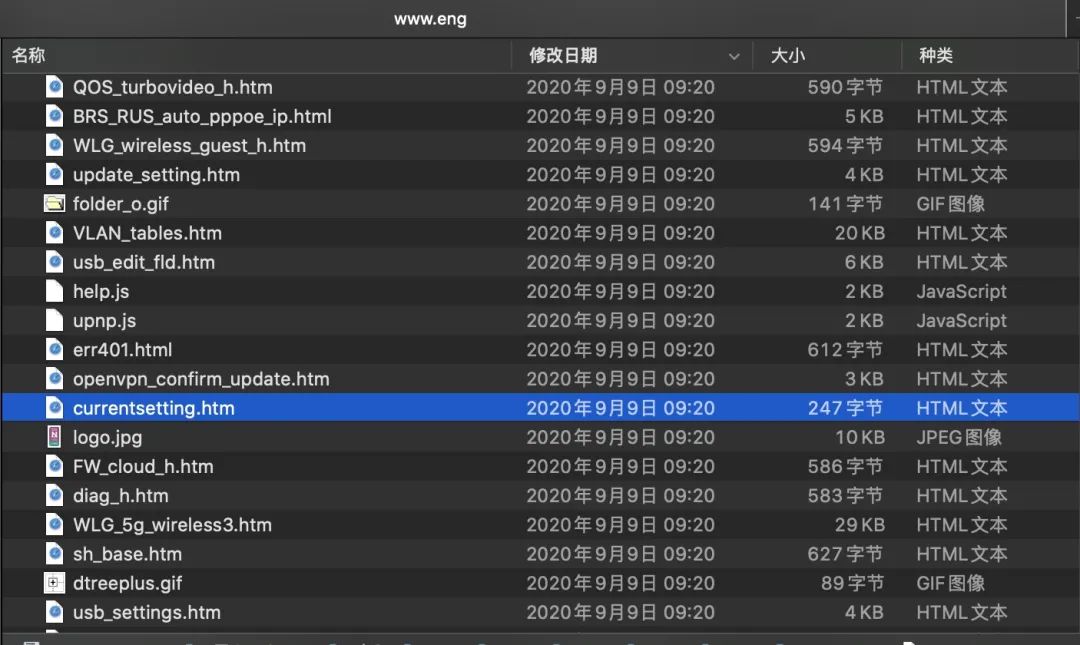 www.eng
名称 修改日期 大小 种类
QOS_turbovideo_h.htm 2020年9月9日 09:20 590字节 HTML文本
BRS_RUS_auto_pppoe_ip.html 2020年9月9日 09:20 5 KB HTML文本
WLG_wireless_guest_h.htm 2020年9月9日 09:20 594字节 HTML文本
update_setting.htm 2020年9月9日 09:20 4 KB HTML文本
folder_o.gif 2020年9月9日 09:20 141字节 GIF图像
VLAN_tables.htm 2020年9月9日 09:20 20 KB HTML文本
usb_edit_fld.htm 2020年9月9日 09:20 6 KB HTML文本
help.js 2020年9月9日 09:20 2 KB JavaScript
upnp.js 2020年9月9日 09:20 2 KB JavaScript
err401.html 2020年9月9日 09:20 612字节 HTML文本
openvpn_confirm_update.htm 2020年9月9日 09:20 3 KB HTML文本
currentsetting.htm 2020年9月9日 09:20 247字节 HTML文本
logo.jpg 2020年9月9日 09:20 10 KB JPEG图像
FW_cloud_h.htm 2020年9月9日 09:20 586字节 HTML文本
diag_h.htm 2020年9月9日 09:20 583字节 HTML文本
WLG_5g_wireless3.htm 2020年9月9日 09:20 29 KB HTML文本
sh_base.htm 2020年9月9日 09:20 627字节 HTML文本
dtreeplus.gif 2020年9月9日 09:20 89字节 GIF图像
usb_settings.htm 2020年9月9日 09:20 4 KB HTML文本